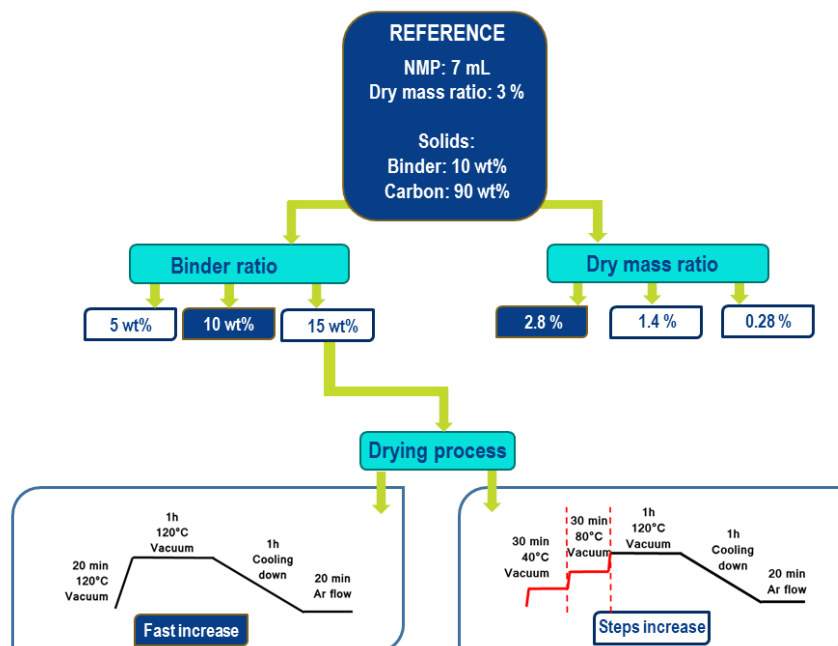 REFERENCE
NMP: 7 mL
Dry mass ratio: 3 %
Solids:
Binder: 10 wt%
Carbon: 90 wt%
Binder ratio
Dry mass ratio
5 wt%
10 wt%
15 wt%
2.8 %
1.4 %
0.28 %
Drying process
20 min
120°C
Vacuum
1h
120°C
Vacuum
1h
Cooling
down
20 min
Ar flow
Fast increase
30 min
40°C
Vacuum
30 min
80°C
Vacuum
1h
120°C
Vacuum
1h
Cooling
down
20 min
Ar flow
Steps increase